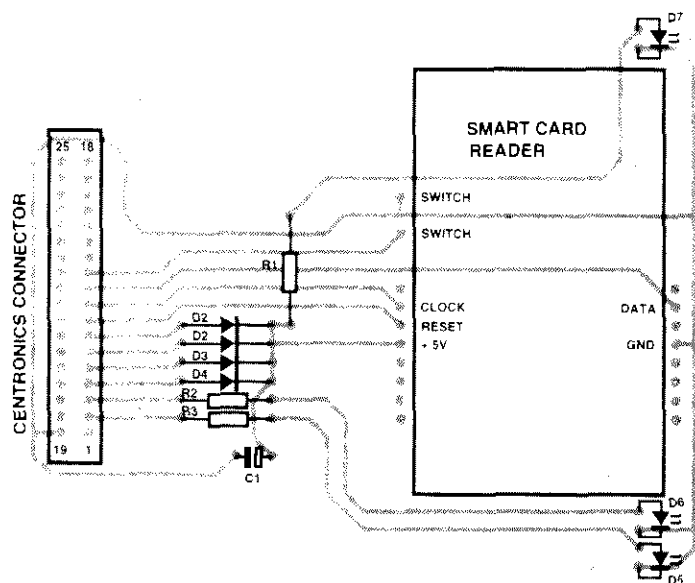 D7
25 18
SMART CARD
READER
CENTRONICS CONNECTOR
SWITCH
SWITCH
R1
D2
CLOCK
RESET
+ 5V
DATA
GND
D2
D3
D4
R2
R3
19 1
C1
D6
D5